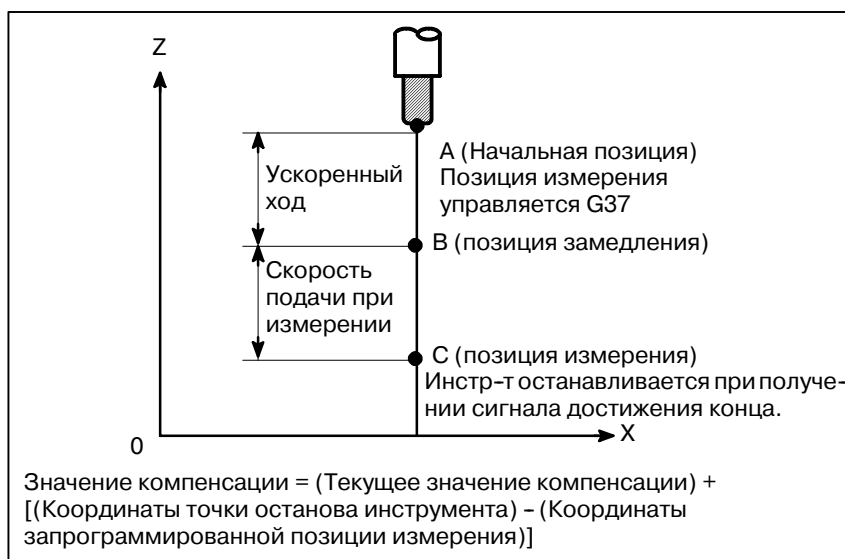 Z
A (Начальная позиция)
Позиция измерения
управляется G37
Ускоренный
ход
B (позиция замедления)
Скорость
подачи при
измерении
C (позиция измерения)
Инстр-т останавливается при получе-
нии сигнала достижения конца.
0
X
Значение компенсации = (Текущее значение компенсации) +
[(Координаты точки останова инструмента) - (Координаты
запрограммированной позиции измерения)]